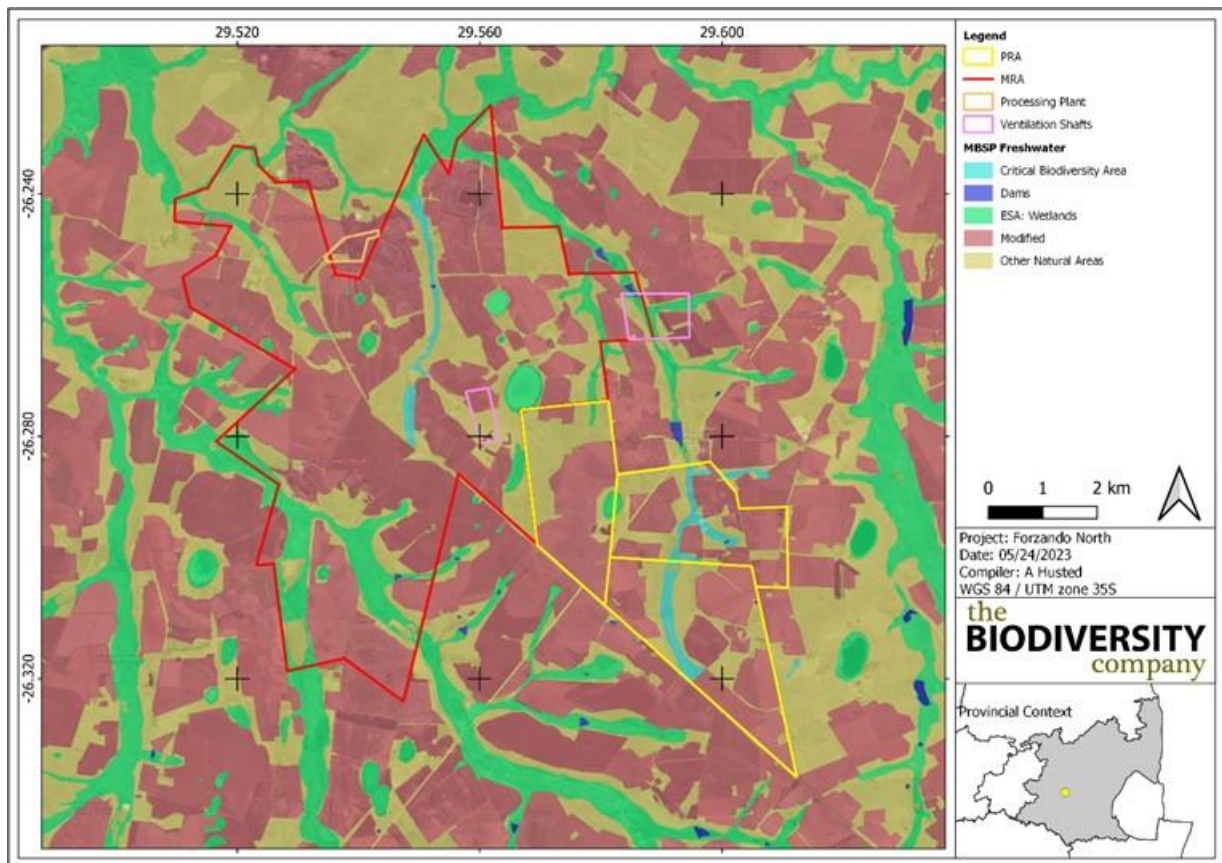 29.520 29.560 29.600
-26.240
-26.280
-26.320
Legend
PRA
MRA
Processing Plant
Ventilation Shafts
MBSP Freshwater
Critical Biodiversity Area
Dams
ESA: Wetlands
Modified
Other Natural Areas
0 1 2 km
Project: Forzando North
Date: 05/24/2023
Compiler: A Husted
WGS 84 / UTM zone 35S
the
BIODIVERSITY
company
Provincial Context